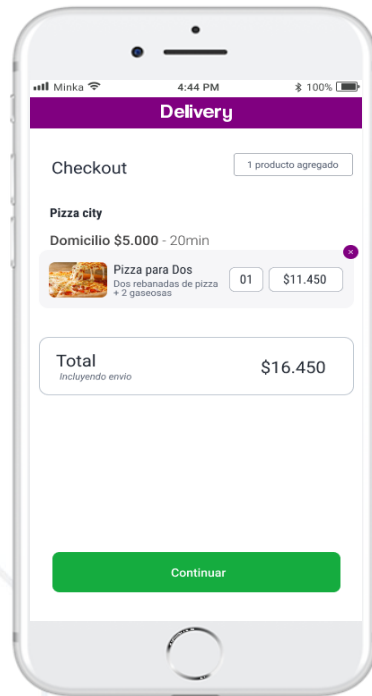 Minka 4:44 PM 100%
Delivery
Checkout
1 producto agregado
Pizza city
Domicilio $5.000 - 20min
Pizza para Dos
Dos rebanadas de pizza
+ 2 gaseosas
01
$11.450
Total
Incluyendo envio
$16.450
Continuar